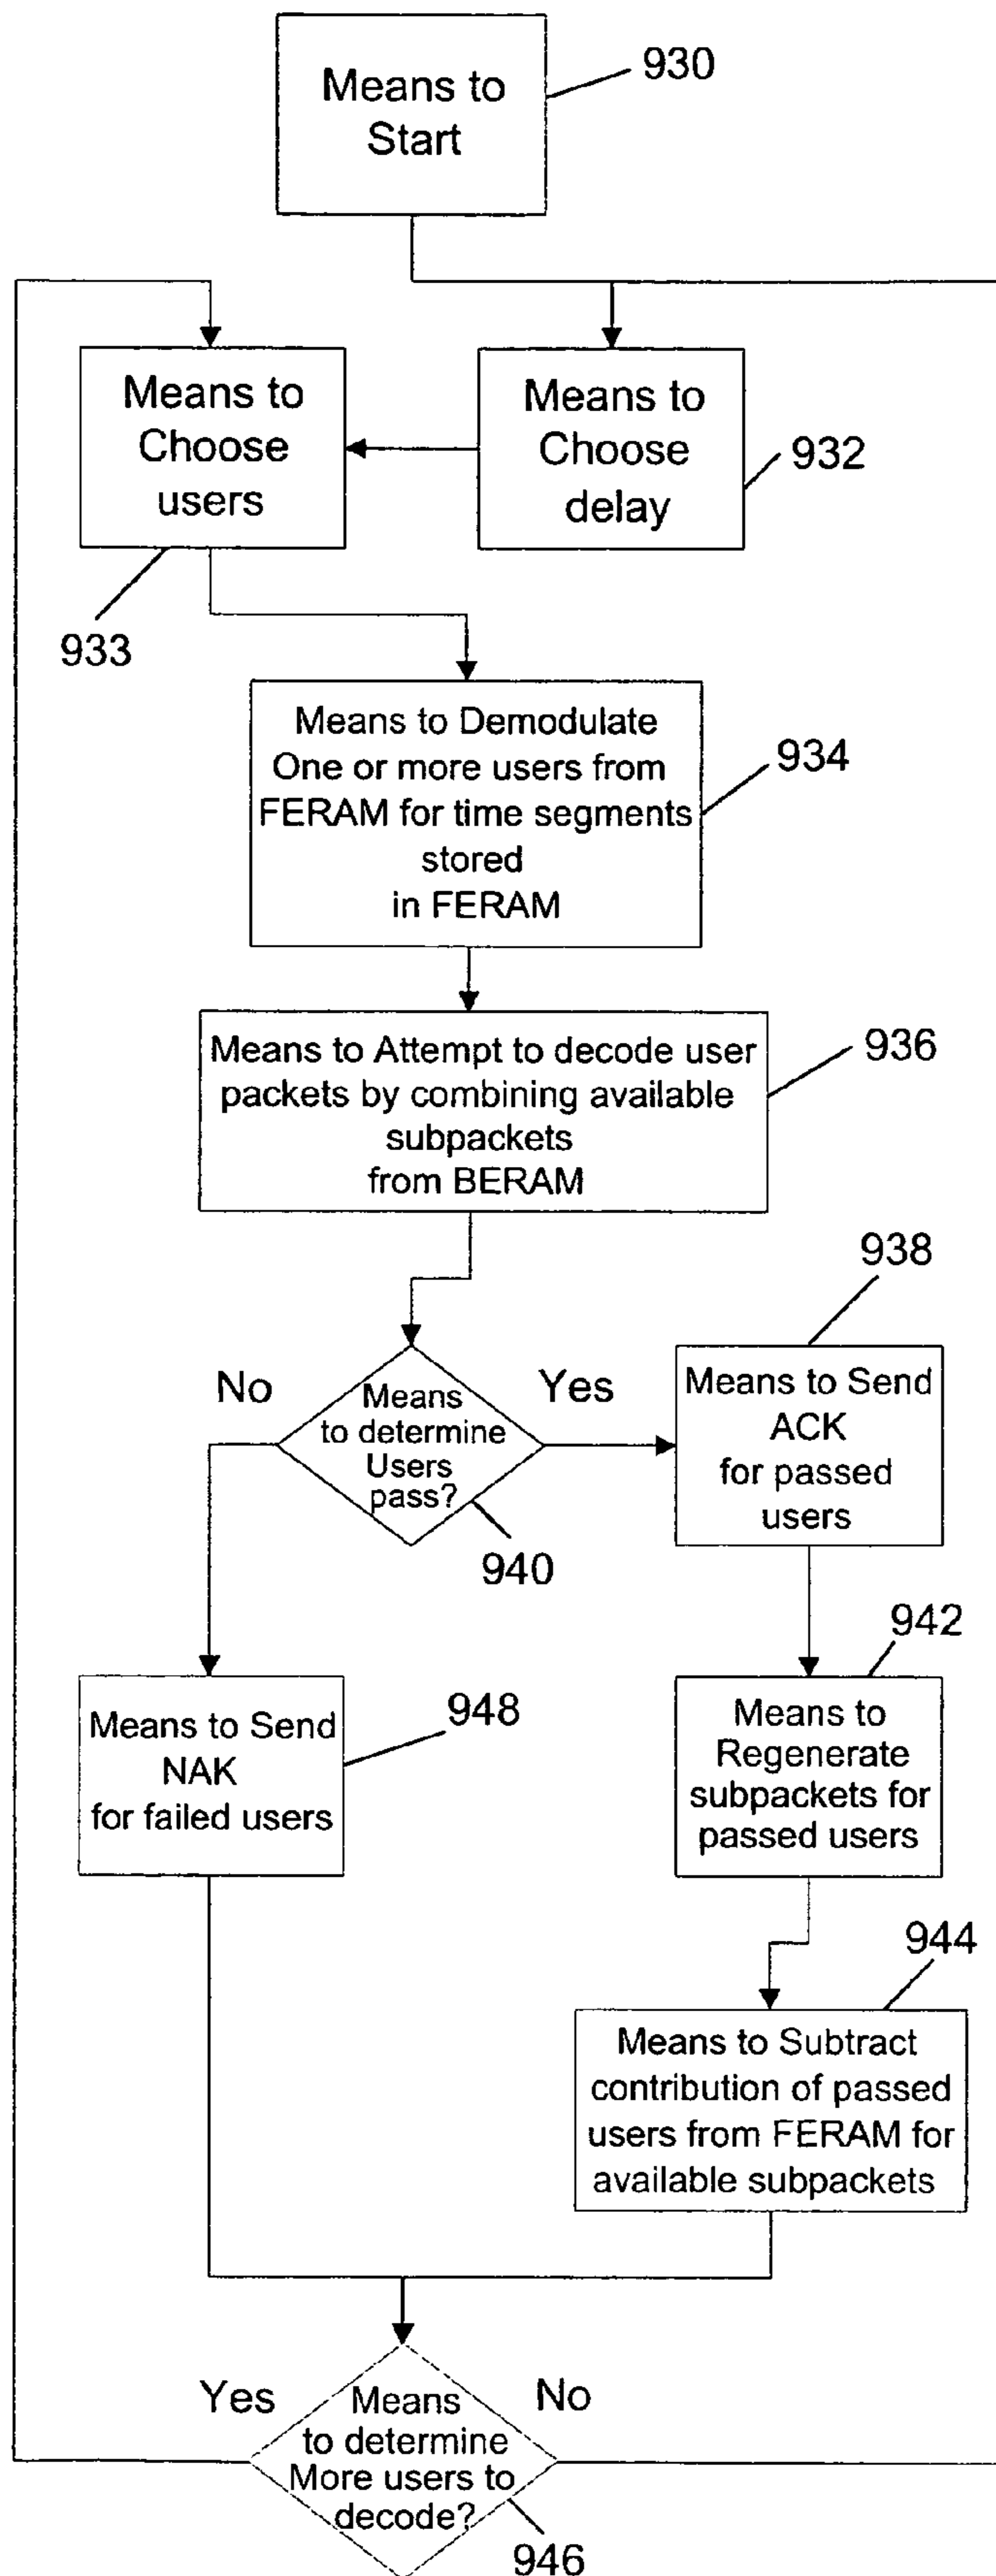 Means to
Start
930
Means to
Choose
users
933
Means to
Choose
delay
932
Means to Demodulate
One or more users from
FERAM for time segments
stored
in FERAM
934
Means to Attempt to decode user
packets by combining available
subpackets
from BERAM
936
No
Means
to determine
Users
pass?
Yes
940
938
Means to Send
ACK
for passed
users
942
Means to
Regenerate
subpackets for
passed users
Means to Send
NAK
for failed users
948
944
Means to Subtract
contribution of passed
users from FERAM for
available subpackets
Yes
Means
to determine
More users to
decode?
No
946